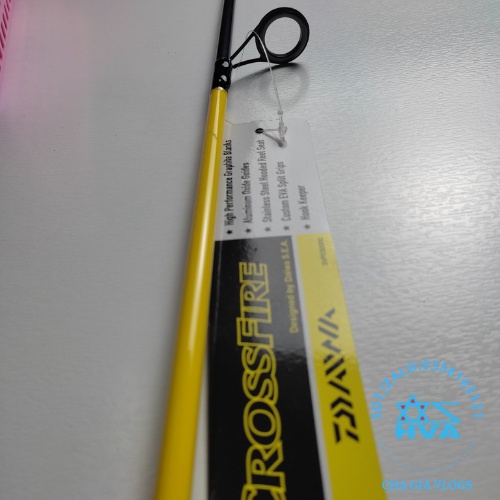 ★ High Performance Graphite Blanks
★ Aluminum Oxide Guides
★ Stainless Steel Hooded Reel Seat
★ Custom EVA Split Grips
★ Hook Keeper
CROSSFIRE
Designed by Daiwa S.E.A.
DAIWA
HVA